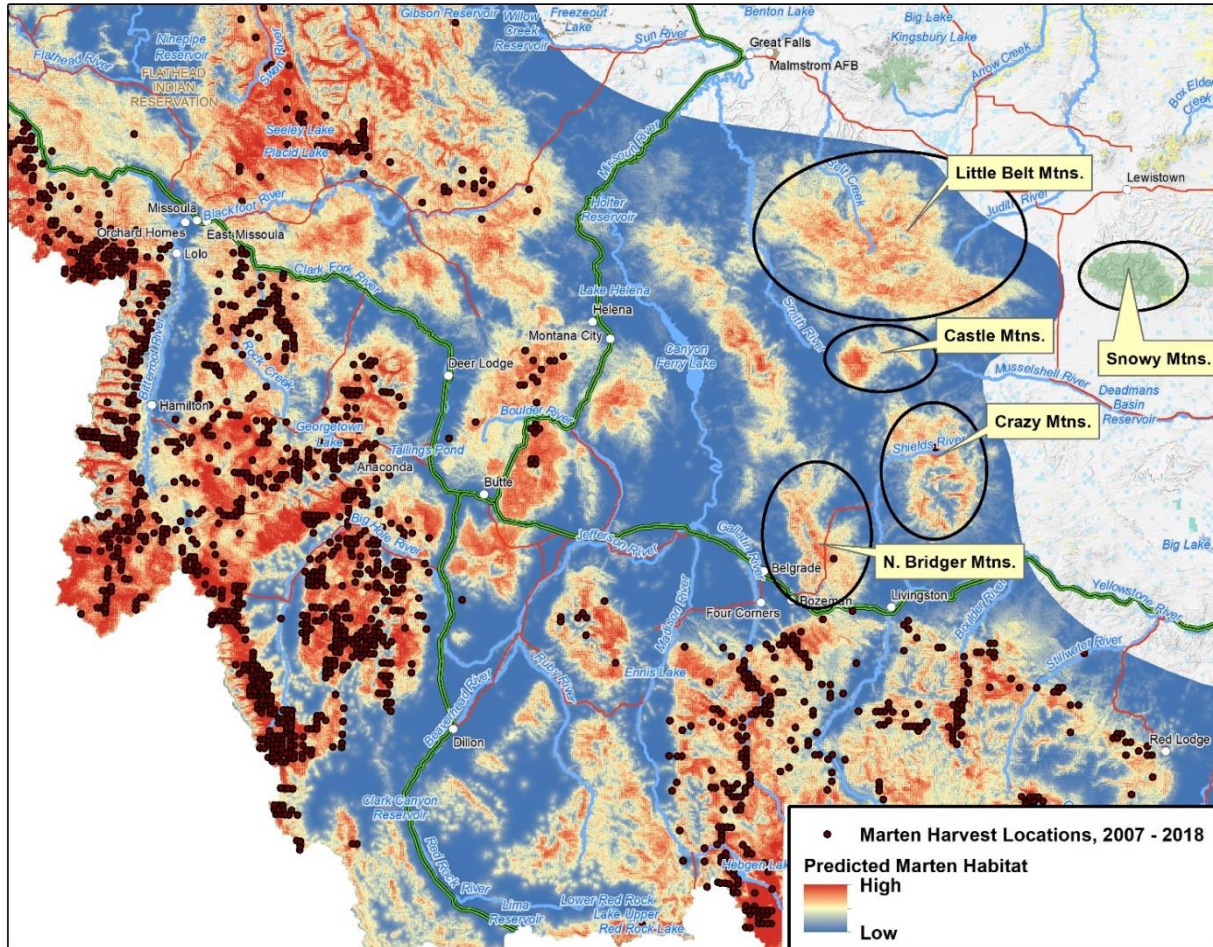 Gibson Reservoir
Willow
Creek
Reservoir
Freezeout
Lake
Benton Lake
Big Lake
Kingsbury Lake
Ninepipe
Reservoir
Flathead River
FLATHEAD
INDIAN
RESERVATION
Swan River
Sun River
Great Falls
Malmstrom AFB
Arrow Creek
Box Elder
Creek
Seeley Lake
Placid Lake
Missouri River
Belt Creek
Little Belt Mtns.
Lewistown
Judith River
Missoula
Blackfoot River
Orchard Homes
East Missoula
Lolo
Holter
Reservoir
Clark Fork River
Lake Helena
Smith River
Helena
Montana City
Castle Mtns.
Snowy Mtns.
Bitterroot River
Rock Creek
Deer Lodge
Canyon
Ferry Lake
Musselshell River
Deadmans
Basin
Reservoir
Hamilton
Georgetown
Lake
Boulder River
Tailings Pond
Crazy Mtns.
Shields River
Anaconda
Butte
Big Hole River
Jefferson River
Gallatin River
Big Lake
N. Bridger Mtns.
Belgrade
Bozeman
Livingston
Four Corners
Madison River
Boulder River
Yellowstone River
Stillwater River
Ruby River
Ennis Lake
Beaverhead River
Dillon
Red Lodge
Clark Canyon
Reservoir
Red Rock River
Lima
Reservoir
Lower Red Rock
Lake Upper
Red Rock Lake
Hebgen Lake
Marten Harvest Locations, 2007 - 2018
Predicted Marten Habitat
High
Low